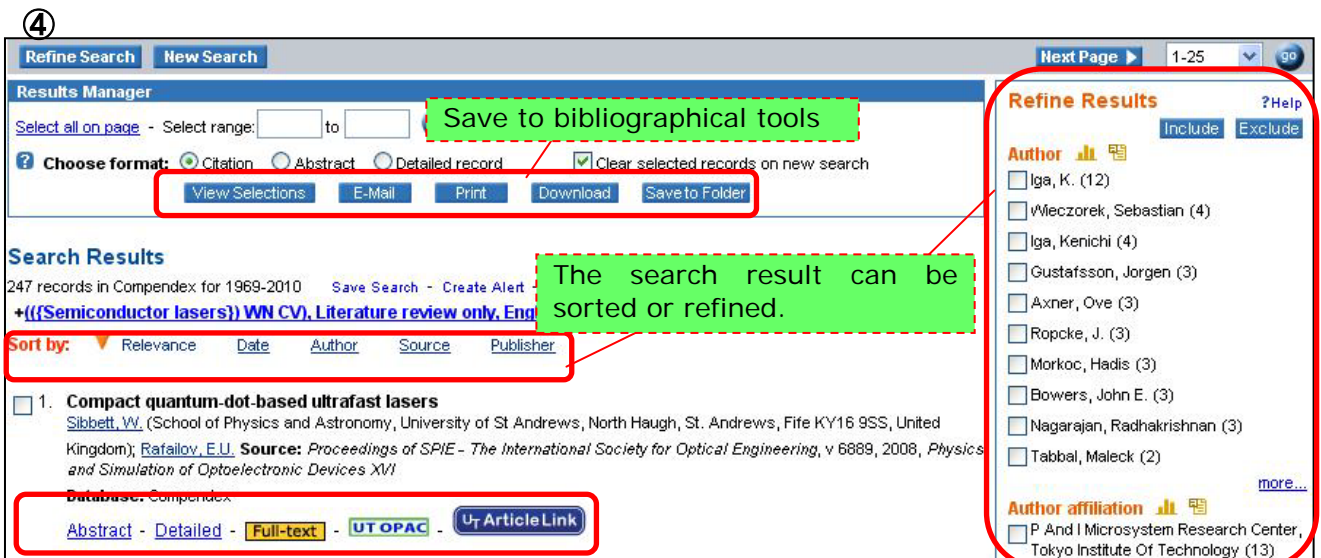 ④
Refine Search New Search Next Page 1-25 go
Results Manager
Select all on page - Select range: to
Save to bibliographical tools
? Choose format: Citation Abstract Detailed record Clear selected records on new search
View Selections E-Mail Print Download Save to Folder
Search Results
247 records in Compendex for 1969-2010 Save Search - Create Alert -
The search result can be
sorted or refined.
+(({Semiconductor lasers}) WN CV), Literature review only, Eng
Sort by: Relevance Date Author Source Publisher
1. Compact quantum-dot-based ultrafast lasers
Sibbett, W. (School of Physics and Astronomy, University of St Andrews, North Haugh, St. Andrews, Fife KY16 9SS, United
Kingdom); Rafailov, E.U. Source: Proceedings of SPIE - The International Society for Optical Engineering, v 6889, 2008, Physics
and Simulation of Optoelectronic Devices XVI
Database: Compendex
Abstract - Detailed - Full-text - UT OPAC - UT ArticleLink
Refine Results ?Help
Include Exclude
Author
Iga, K. (12)
Wieczorek, Sebastian (4)
Iga, Kenichi (4)
Gustafsson, Jorgen (3)
Axner, Ove (3)
Ropcke, J. (3)
Morkoc, Hadis (3)
Bowers, John E. (3)
Nagarajan, Radhakrishnan (3)
Tabbal, Maleck (2)
more...
Author affiliation
P And I Microsystem Research Center,
Tokyo Institute Of Technology (13)